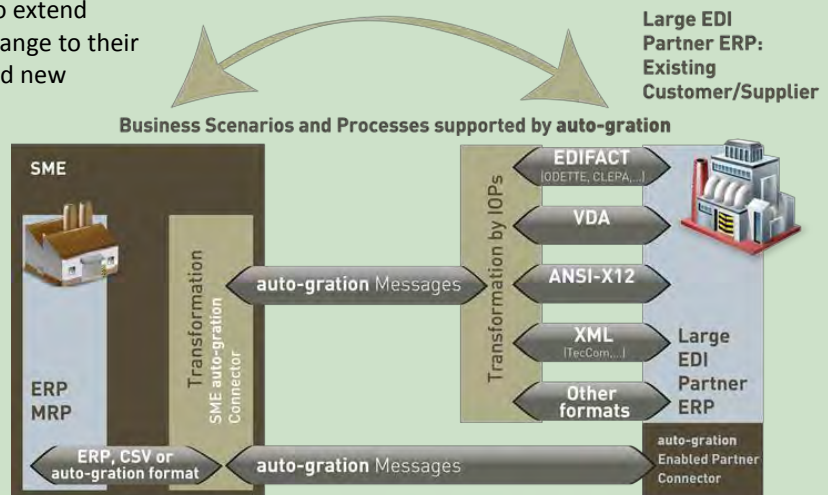 o extend
ange to their
d new
Large EDI
Partner ERP:
Existing
Customer/Supplier
Business Scenarios and Processes supported by auto-gration
SME
ERP
MRP
Transformation
SME auto-gration
Connector
ERP, CSV or
auto-gration format
auto-gration Messages
auto-gration Messages
Transformation by IOPs
EDIFACT
(ODETTE, CLEPA,...)
VDA
ANSI-X12
XML
(TecCom,...)
Other
formats
Large
EDI
Partner
ERP
auto-gration
Enabled Partner
Connector